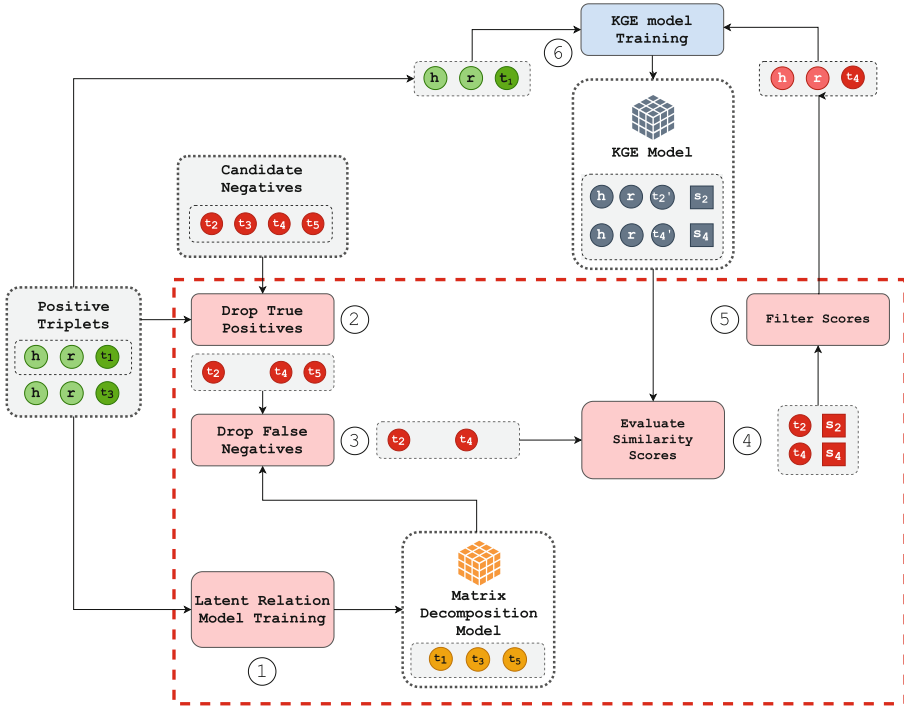 KGE model
Training
6
h r t1
h r t4
KGE Model
h r t2' s2
h r t4' s4
Candidate
Negatives
t2 t3 t4 t5
Positive
Triplets
h r t1
h r t3
Drop True
Positives
2
t2 t4 t5
Drop False
Negatives
3
t2 t4
Evaluate
Similarity
Scores
4
5
Filter Scores
t2 s2
t4 s4
Latent Relation
Model Training
1
Matrix
Decomposition
Model
t1 t3 t5